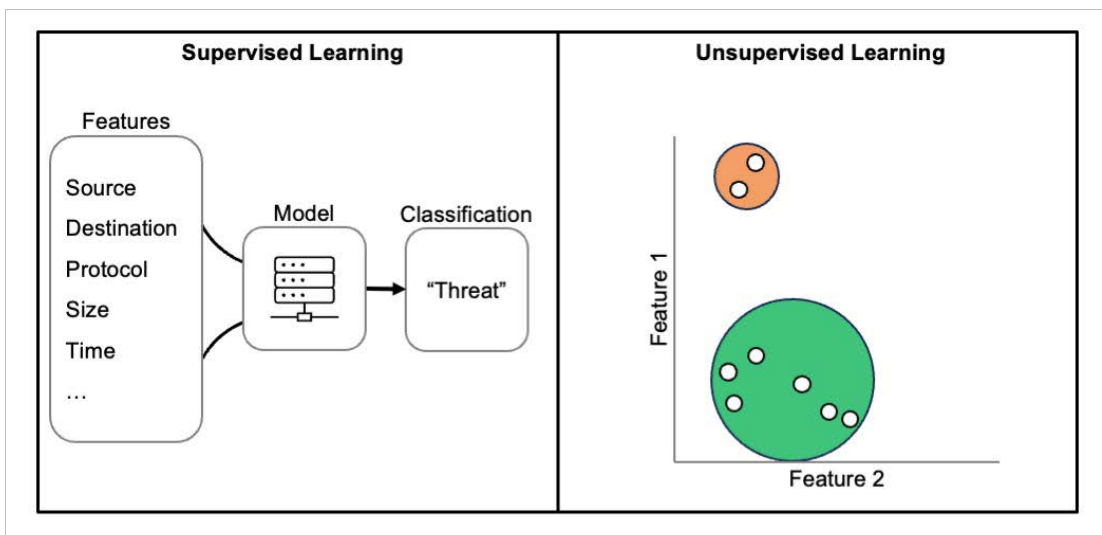 Supervised Learning
Features
Source
Destination
Protocol
Size
Time
...
Model
Classification
“Threat”
Unsupervised Learning
Feature 1
Feature 2